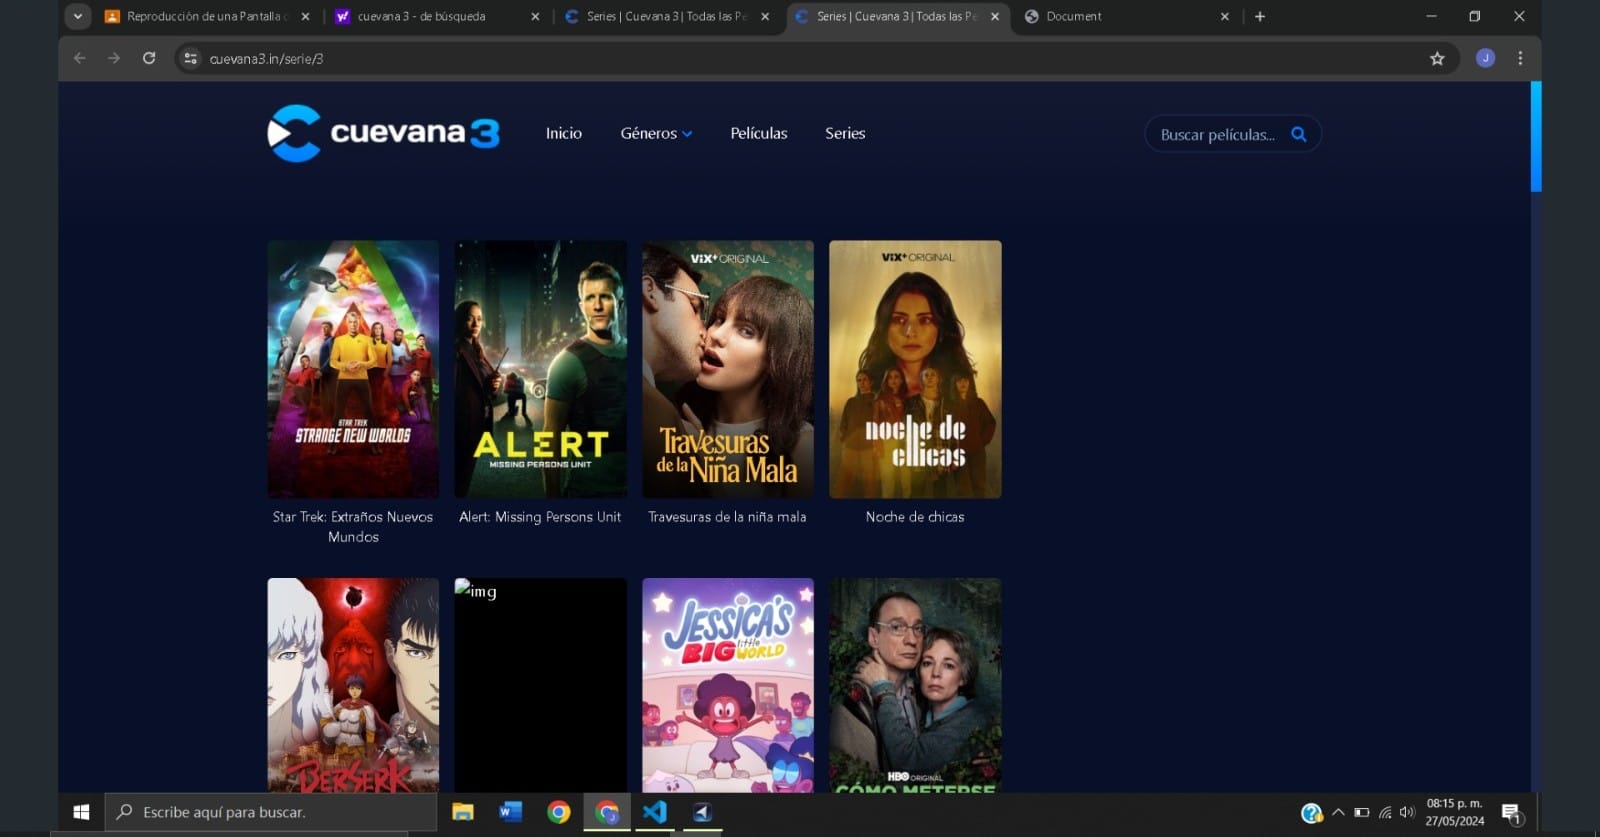 Reproducción de una Pantalla d
cuevana 3 - de búsqueda
Series | Cuevana 3 | Todas las Pe
Series | Cuevana 3 | Todas las Pe
Document
cuevana3.in/serie/3
J
cuevana 3
Inicio
Géneros
Películas
Series
Buscar películas...
STAR TREK
STRANGE NEW WORLDS
ALERT
MISSING PERSONS UNIT
ViX+ ORIGINAL
Travesuras
de la Niña Mala
ViX+ ORIGINAL
noche de
chicas
Star Trek: Extraños Nuevos
Mundos
Alert: Missing Persons Unit
Travesuras de la niña mala
Noche de chicas
BERSERK
img
JESSICA'S
BIG little WORLD
HBO ORIGINAL
CÓMO METERSE
Escribe aquí para buscar.
08:15 p. m.
27/05/2024
1